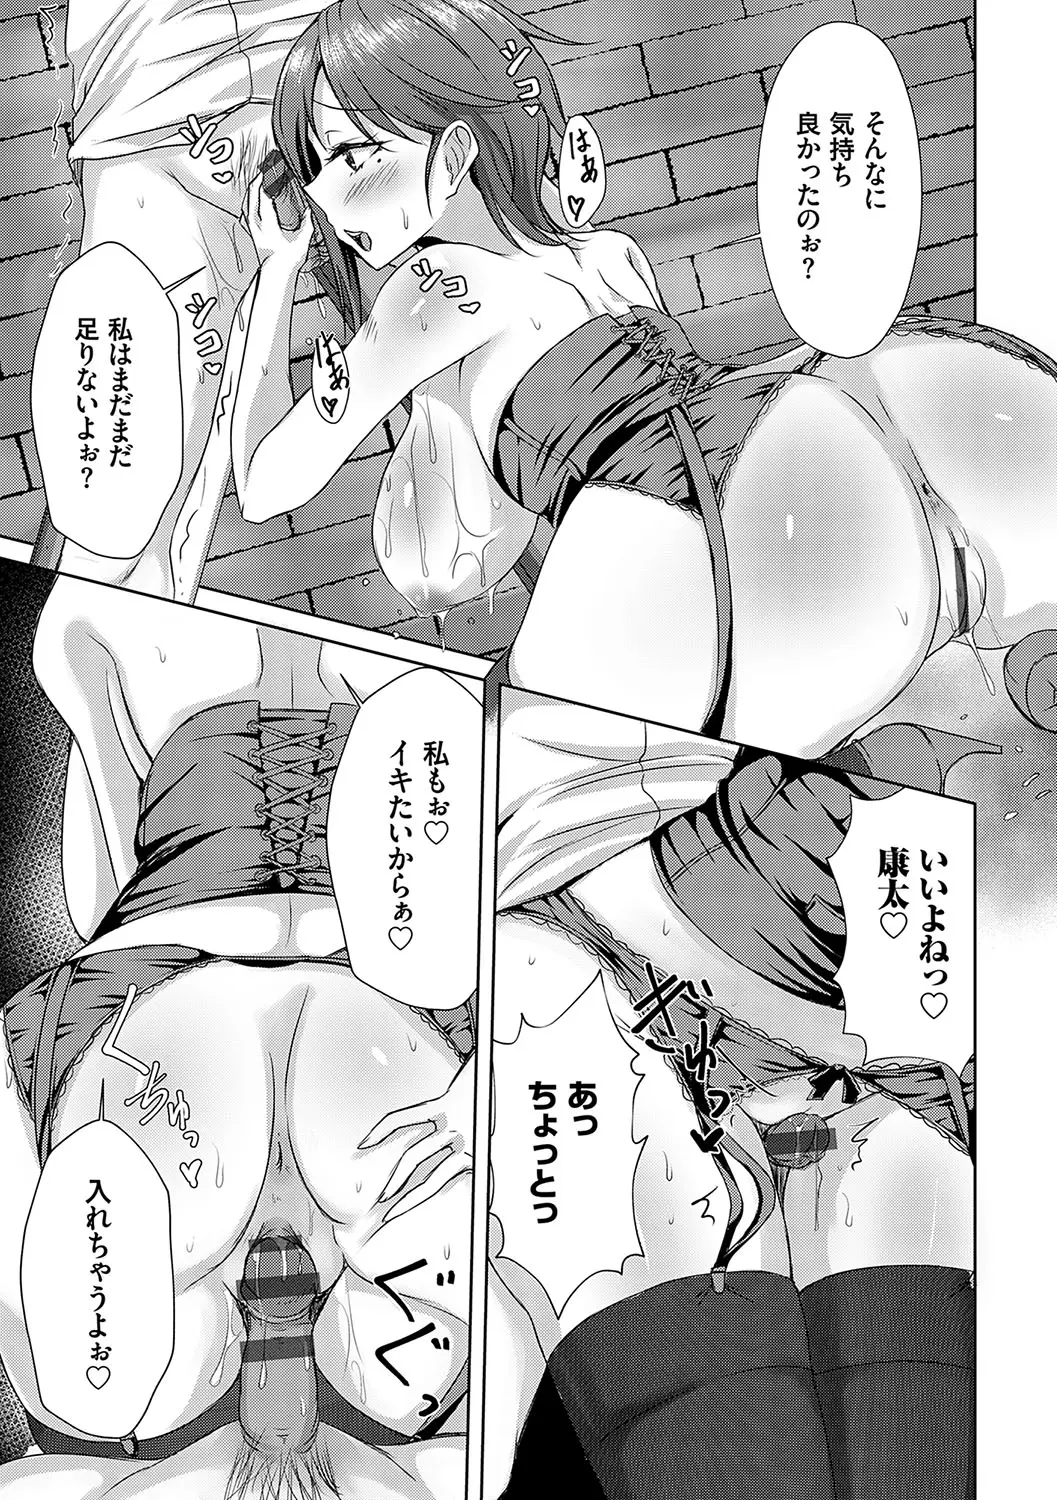 そんなに
気持ち
良かったのぉ？
シコ♡
シコ♡
はぁ♡
シコ♡
シコ♡
はぁ♡
私はまだまだ
足りないよぉ？
いいよねっ♡
康太♡
ぎゅっ♡
あっ
ちょっとっ
私もぉ♡
イキたいからぁ♡
くちゅっ♡
入れちゃうよぉ♡
ぐぐっ